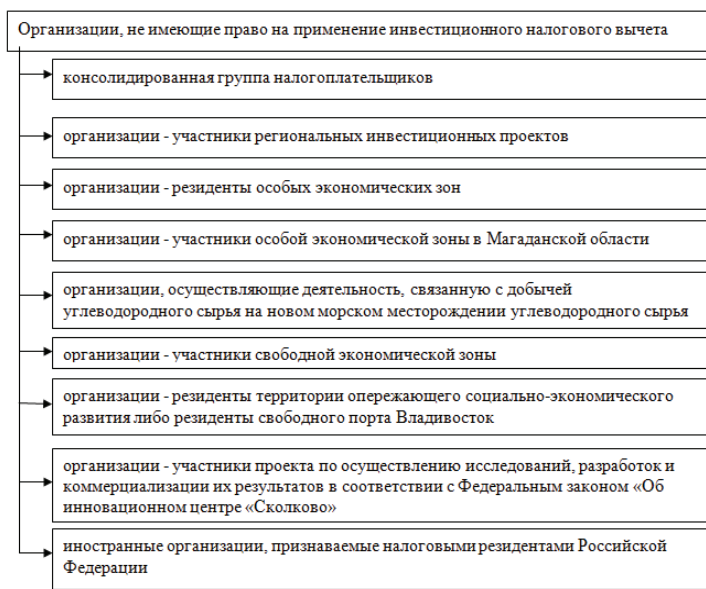 Организации, не имеющие право на применение инвестиционного налогового вычета
консолидированная группа налогоплательщиков
организации - участники региональных инвестиционных проектов
организации - резиденты особых экономических зон
организации - участники особой экономической зоны в Магаданской области
организации, осуществляющие деятельность, связанную с добычей
углеводородного сырья на новом морском месторождении углеводородного сырья
организации - участники свободной экономической зоны
организации - резиденты территории опережающего социально-экономического
развития либо резиденты свободного порта Владивосток
организации - участники проекта по осуществлению исследований, разработок и
коммерциализации их результатов в соответствии с Федеральным законом «Об
инновационном центре «Сколково»
иностранные организации, признаваемые налоговыми резидентами Российской
Федерации